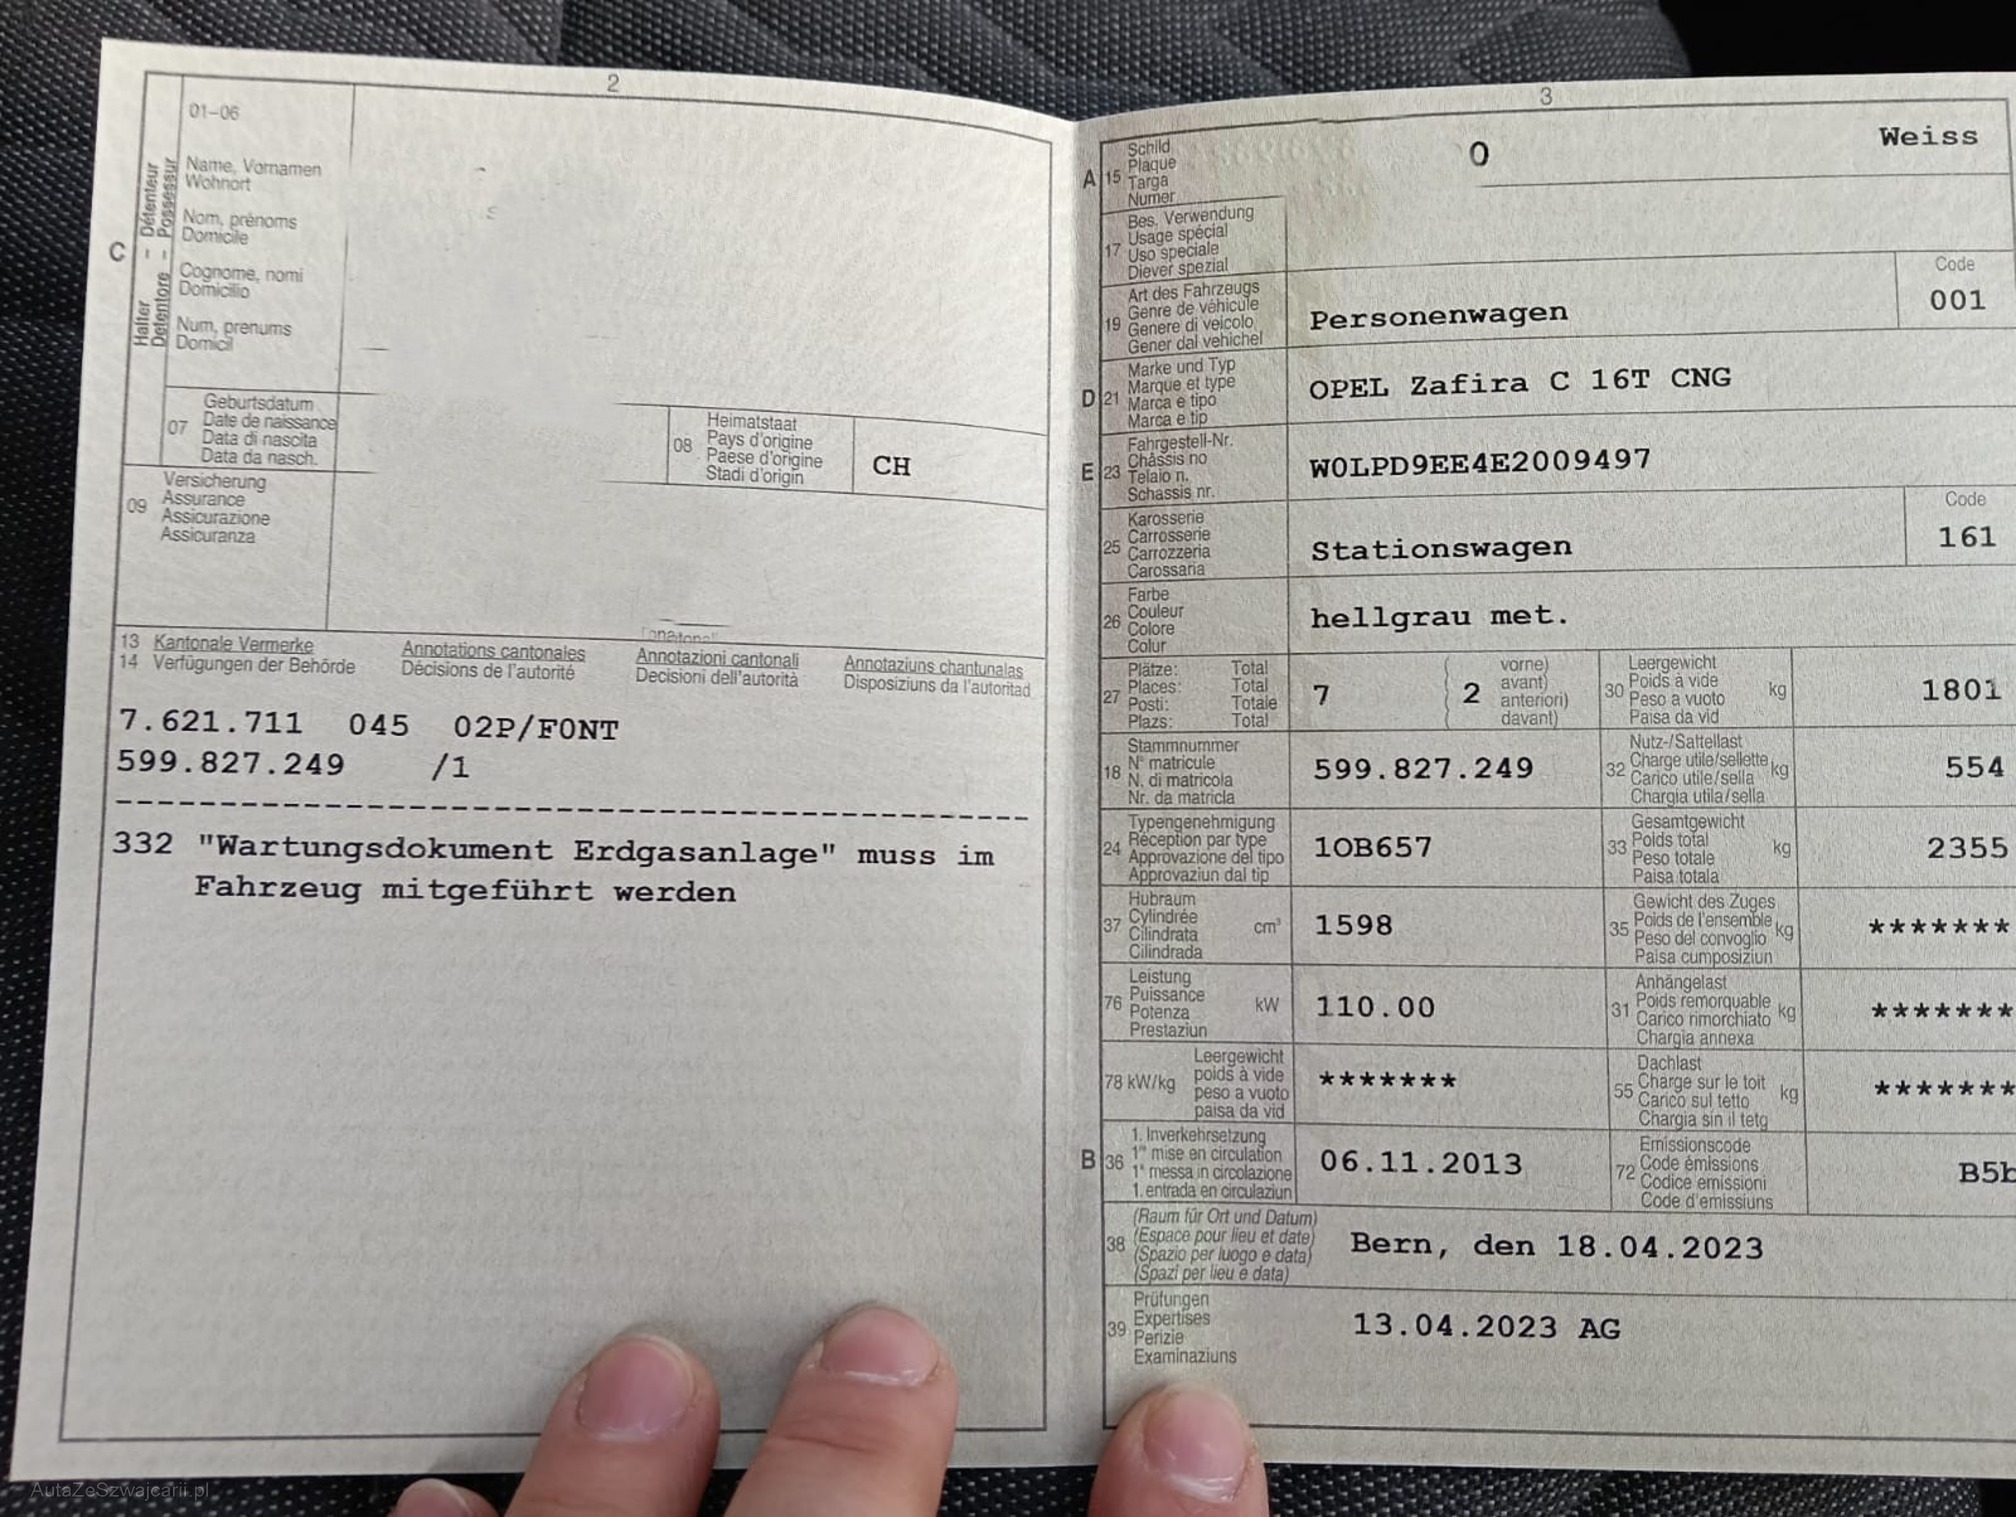 2
01-06
Name, Vornamen
Wohnort
Nom, prénoms
Domicile
Cognome, nomi
Domicilio
Num, prenums
Domicil
C
Halter – Détenteur
Detentore – Possessur
07
Geburtsdatum
Date de naissance
Data di nascita
Data da nasch.
08
Heimatstaat
Pays d'origine
Paese d'origine
Stadi d'origin
CH
09
Versicherung
Assurance
Assicurazione
Assicuranza
13 Kantonale Vermerke Annotations cantonales Annotazioni cantonali Annotaziuns chantunalas
14 Verfügungen der Behörde Décisions de l'autorité Decisioni dell'autorità Disposiziuns da l'autoritad
7.621.711 045 02P/F0NT
599.827.249 /1
332 "Wartungsdokument Erdgasanlage" muss im
Fahrzeug mitgeführt werden
3
A 15
Schild
Plaque
Targa
Numer
O
Weiss
17
Bes. Verwendung
Usage spécial
Uso speciale
Diever spezial
19
Art des Fahrzeugs
Genre de véhicule
Genere di veicolo
Gener dal vehichel
Personenwagen
Code
001
D 21
Marke und Typ
Marque et type
Marca e tipo
Marca e tip
OPEL Zafira C 16T CNG
E 23
Fahrgestell-Nr.
Châssis no
Telaio n.
Schassis nr.
W0LPD9EE4E2009497
25
Karosserie
Carrosserie
Carrozzeria
Carossaria
Stationswagen
Code
161
26
Farbe
Couleur
Colore
Colur
hellgrau met.
27
Plätze: Total
Places: Total
Posti: Totale
Plazs: Total
7
2
vorne)
avant)
anteriori)
davant)
30
Leergewicht
Poids à vide
Peso a vuoto
Paisa da vid
kg
1801
18
Stammnummer
N° matricule
N. di matricola
Nr. da matricla
599.827.249
32
Nutz-/Sattellast
Charge utile/sellette
Carico utile/sella
Chargia utila/sella
kg
554
24
Typengenehmigung
Réception par type
Approvazione del tipo
Approvaziun dal tip
1OB657
33
Gesamtgewicht
Poids total
Peso totale
Paisa totala
kg
2355
37
Hubraum
Cylindrée
Cilindrata
Cilindrada
cm³
1598
35
Gewicht des Zuges
Poids de l'ensemble
Peso del convoglio
Paisa cumposiziun
kg
*******
76
Leistung
Puissance
Potenza
Prestaziun
kW
110.00
31
Anhängelast
Poids remorquable
Carico rimorchiato
Chargia annexa
kg
*******
78 kW/kg
Leergewicht
poids à vide
peso a vuoto
paisa da vid
*******
55
Dachlast
Charge sur le toit
Carico sul tetto
Chargia sin il tetg
kg
*******
B 36
1. Inverkehrsetzung
1re mise en circulation
1a messa in circolazione
1. entrada en circulaziun
06.11.2013
72
Emissionscode
Code émissions
Codice emissioni
Code d'emissiuns
B5b
38
(Raum für Ort und Datum)
(Espace pour lieu et date)
(Spazio per luogo e data)
(Spazi per lieu e data)
Bern, den 18.04.2023
39
Prüfungen
Expertises
Perizie
Examinaziuns
13.04.2023 AG
AutaZeSzwajcarii.pl